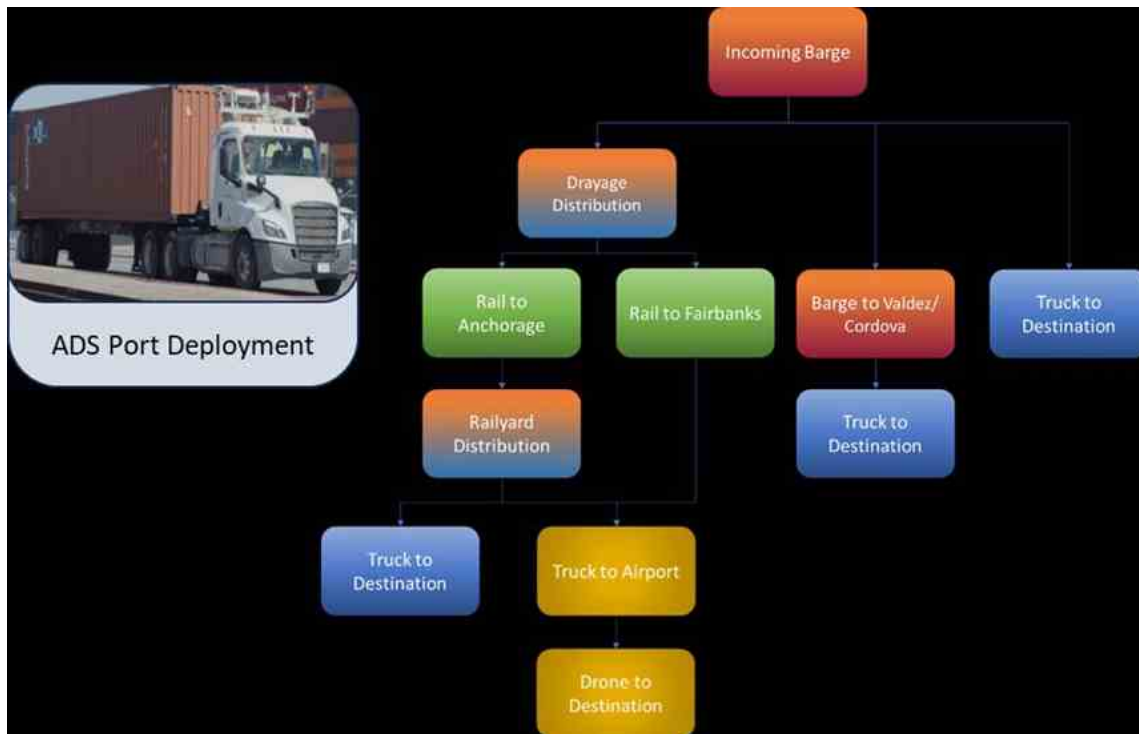 Incoming Barge
Drayage
Distribution
ADS Port Deployment
Rail to
Anchorage
Rail to Fairbanks
Barge to Valdez/
Cordova
Truck to
Destination
Railyard
Distribution
Truck to
Destination
Truck to
Destination
Truck to Airport
Drone to
Destination